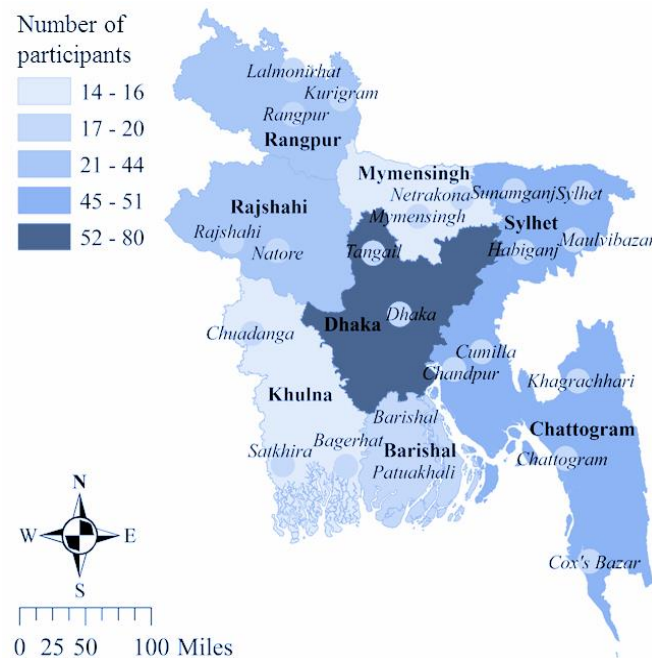 Number of
participants
14 - 16
17 - 20
21 - 44
45 - 51
52 - 80
Lalmonirhat
Kurigram
Rangpur
Rangpur
Mymensingh
Netrakona
Sunamganj
Sylhet
Mymensingh
Sylhet
Rajshahi
Rajshahi
Natore
Tangail
Habiganj
Maulvibazar
Dhaka
Dhaka
Chuadanga
Cumilla
Chandpur
Khagrachhari
Khulna
Barishal
Chattogram
Bagerhat
Barishal
Satkhira
Patuakhali
Chattogram
Cox's Bazar
N
W
E
S
0 25 50 100 Miles